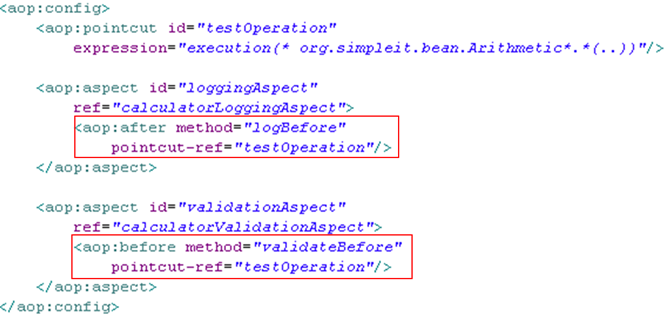 <aop:config>
<aop:pointcut id="testOperation"
expression="execution(* org.simpleit.bean.Arithmetic*.*(..))"/>
<aop:aspect id="loggingAspect"
ref="calculatorLoggingAspect">
<aop:after method="logBefore"
pointcut-ref="testOperation"/>
</aop:aspect>
<aop:aspect id="validationAspect"
ref="calculatorValidationAspect">
<aop:before method="validateBefore"
pointcut-ref="testOperation"/>
</aop:aspect>
</aop:config>